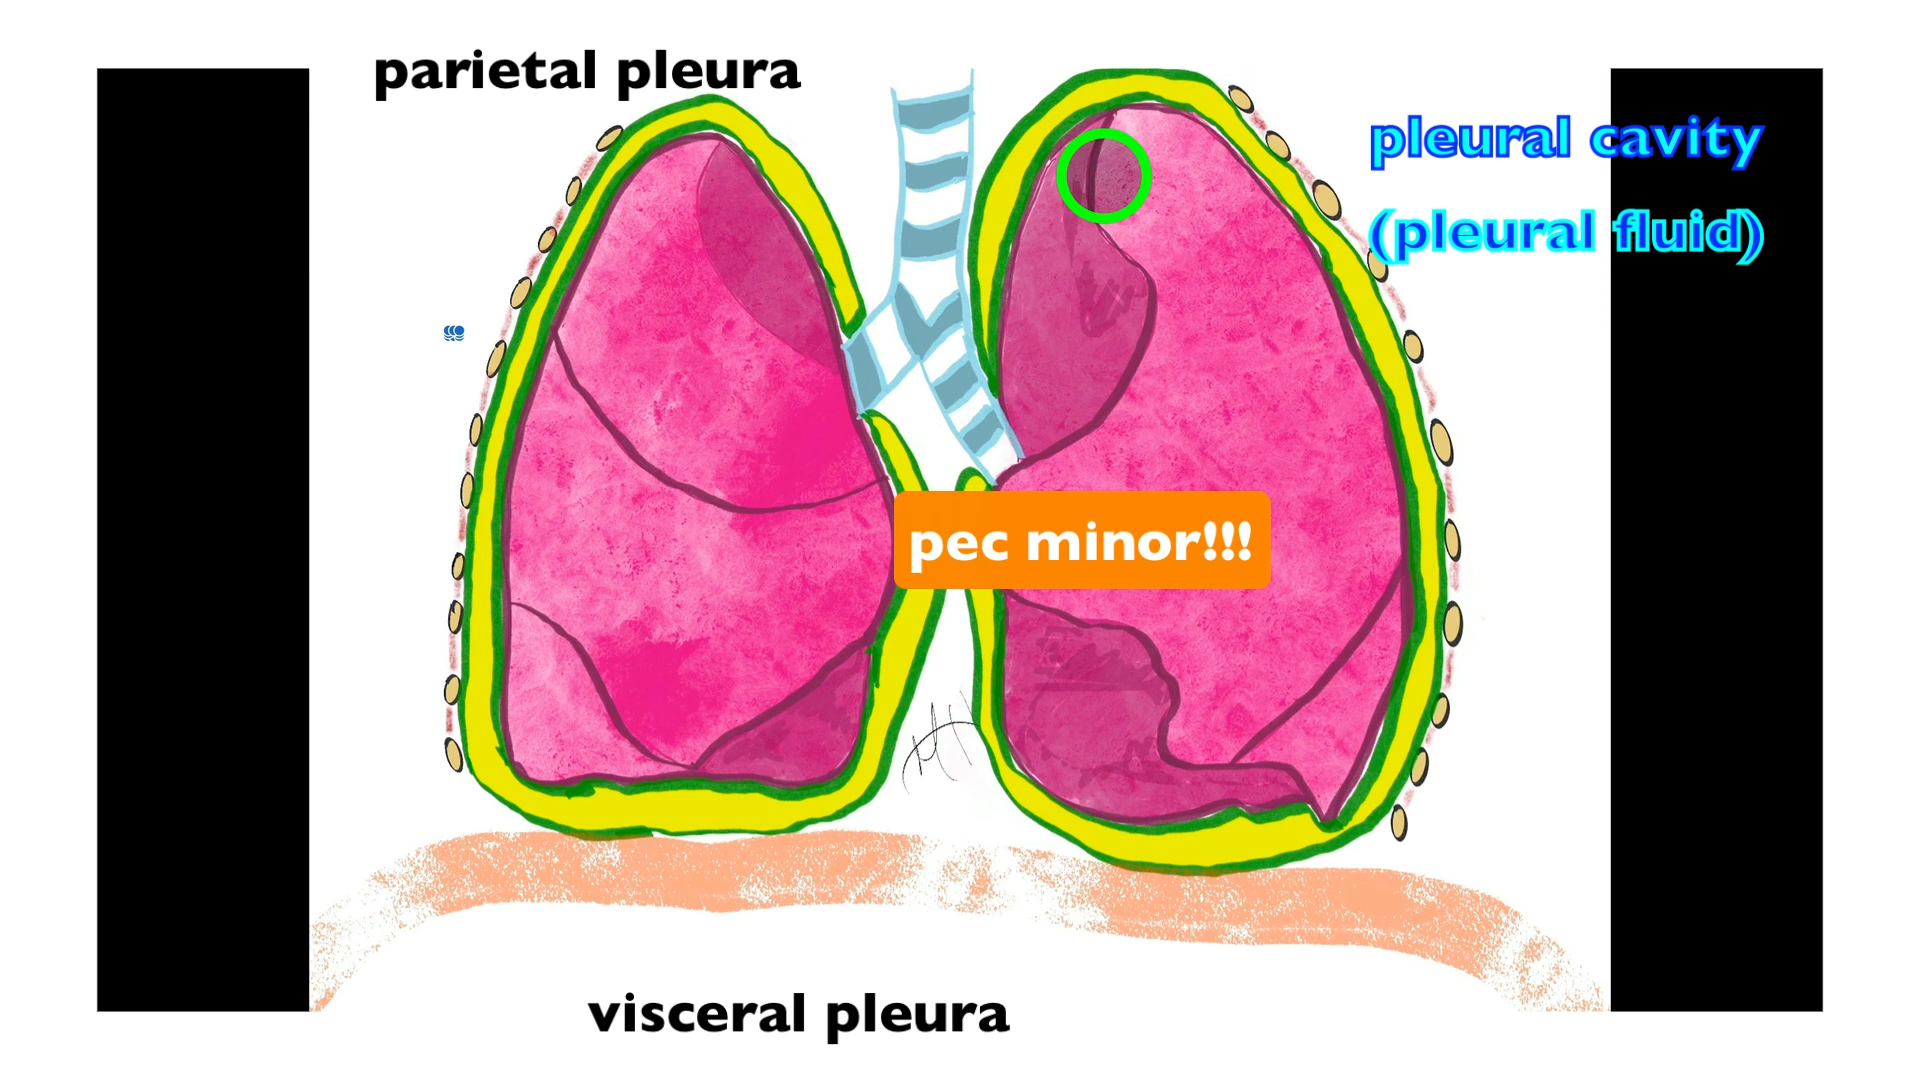 parietal pleura
pleural cavity
(pleural fluid)
pec minor!!!
visceral pleura